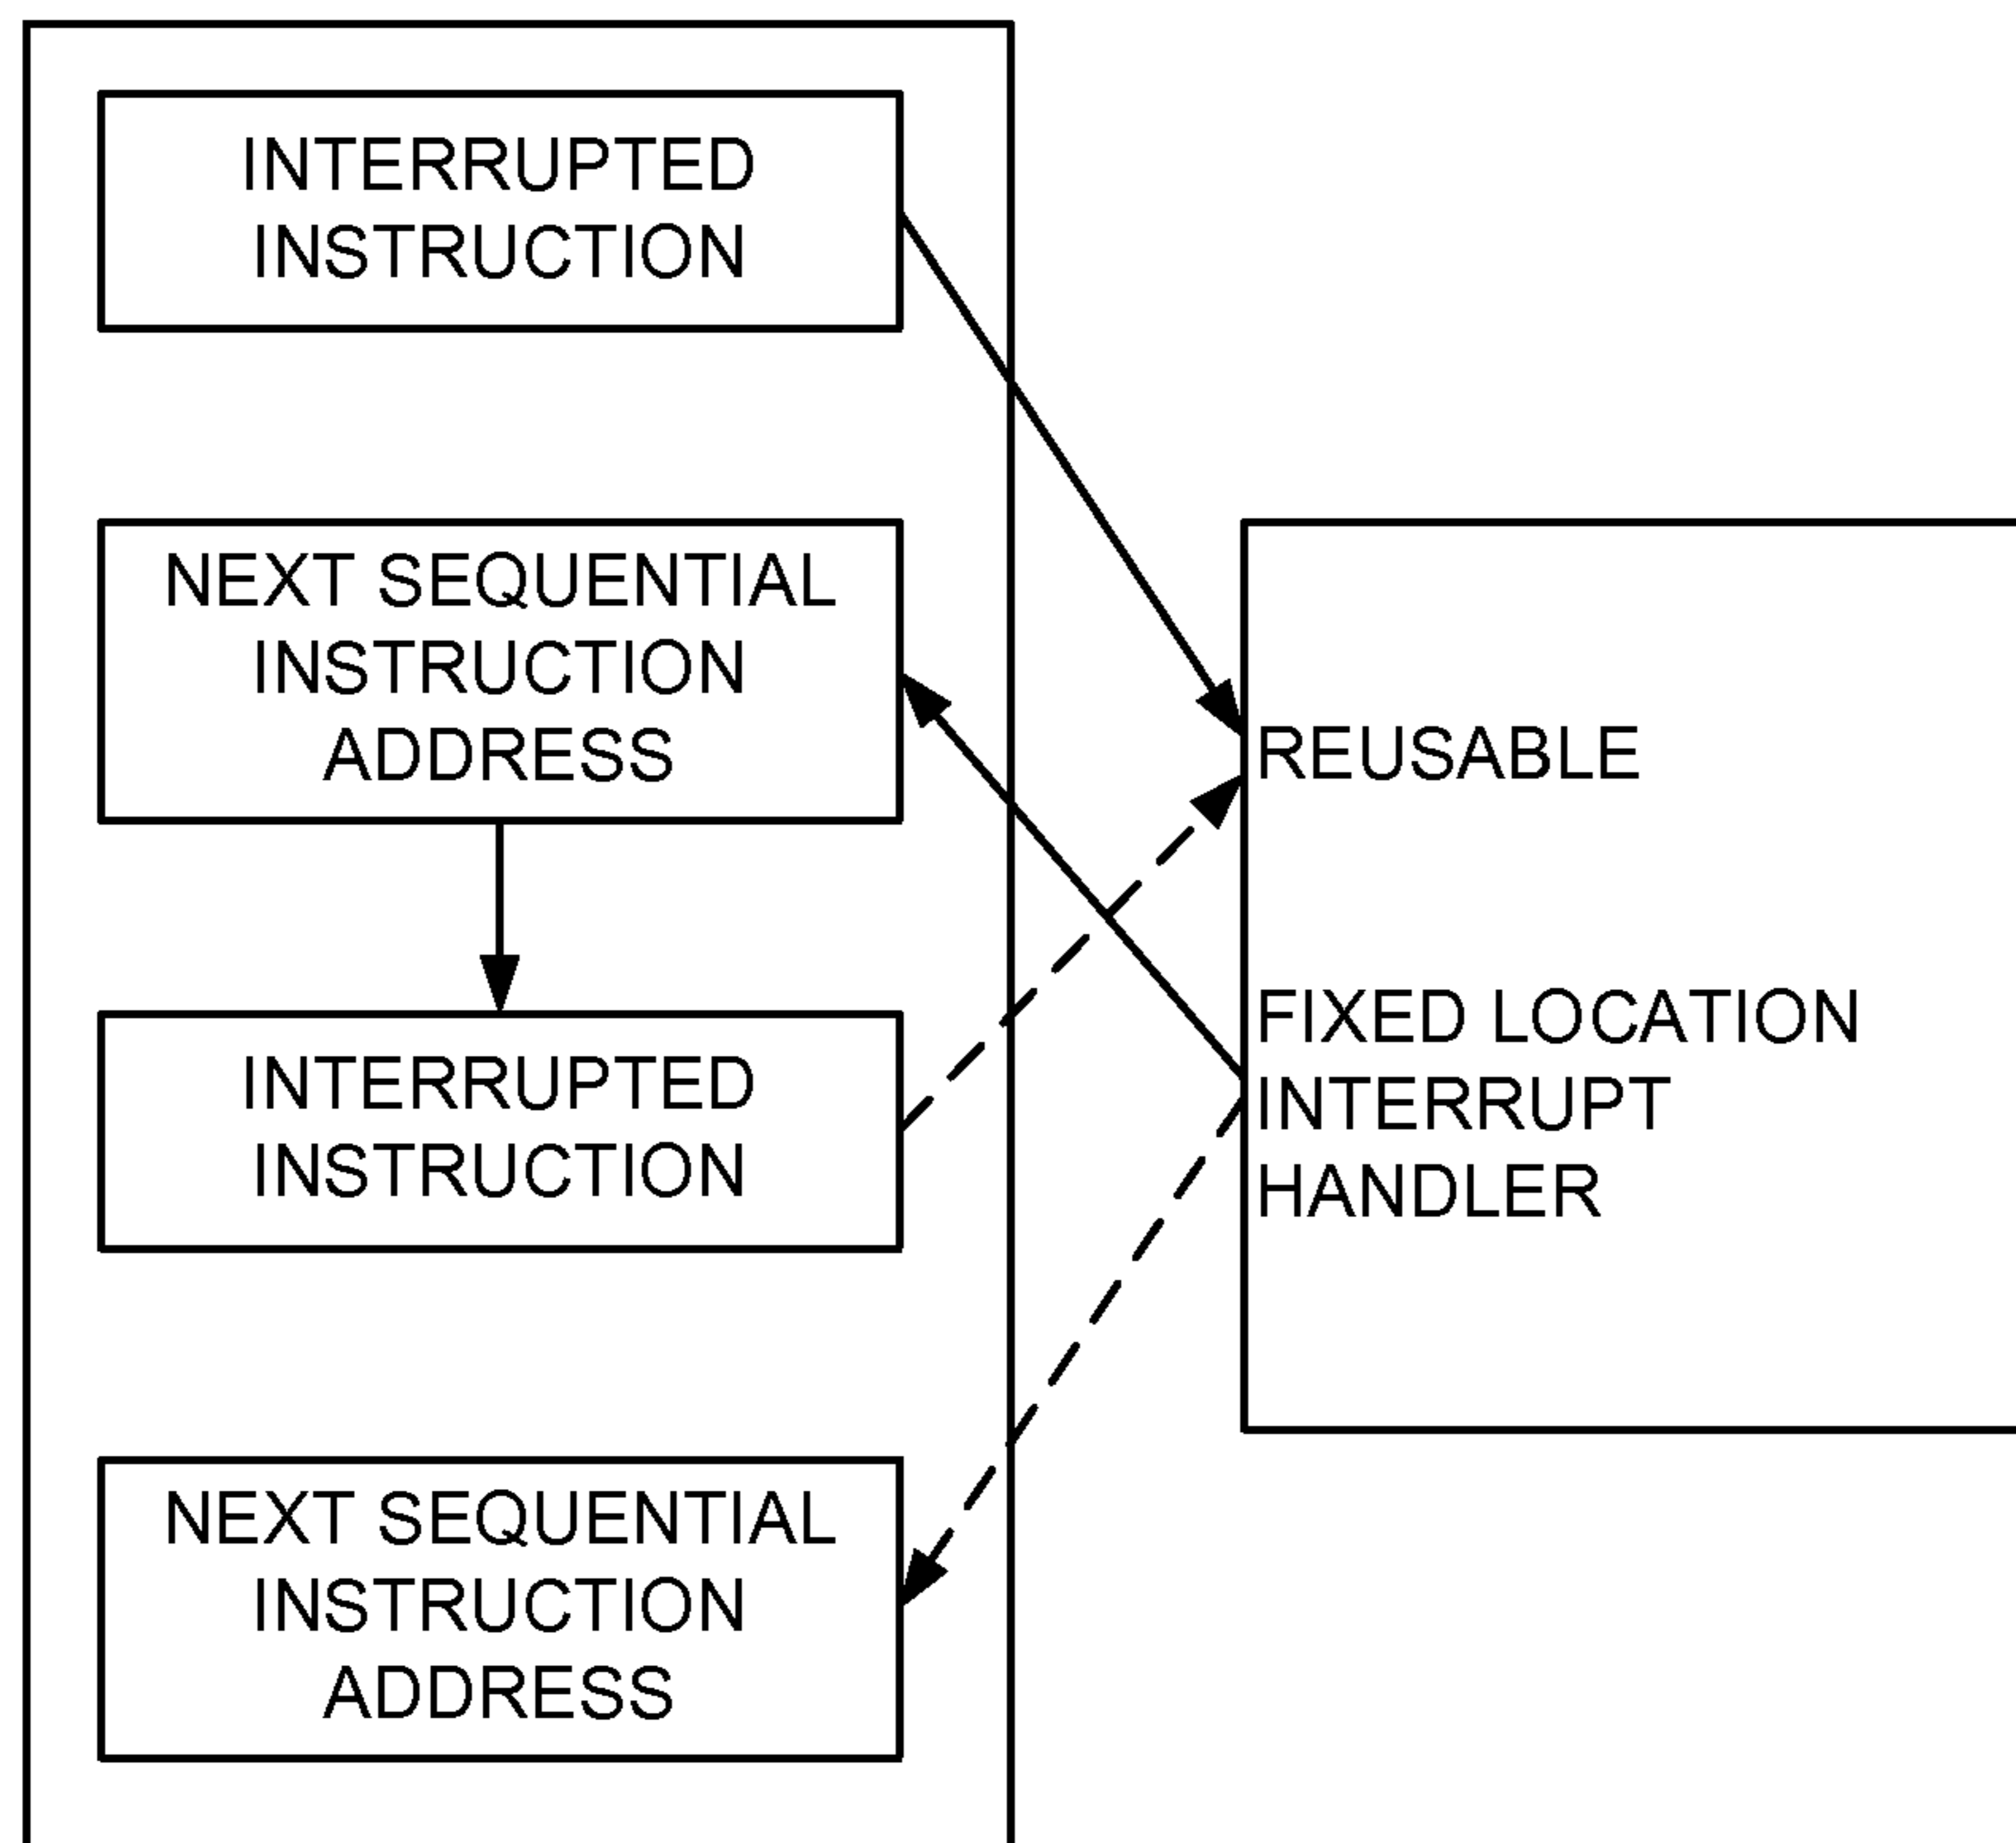 INTERRUPTED
INSTRUCTION
NEXT SEQUENTIAL
INSTRUCTION
ADDRESS
INTERRUPTED
INSTRUCTION
NEXT SEQUENTIAL
INSTRUCTION
ADDRESS
REUSABLE
FIXED LOCATION
INTERRUPT
HANDLER